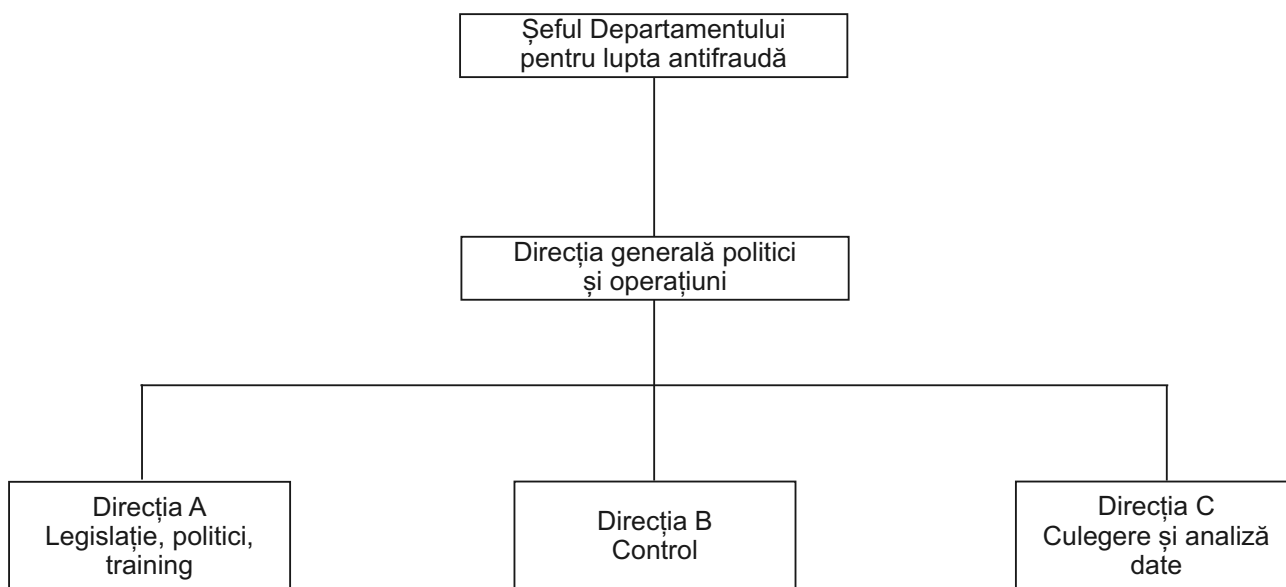 Șeful Departamentului
pentru lupta antifraudă
Direcția generală politici
și operațiuni
Direcția A
Legislație, politici,
training
Direcția B
Control
Direcția C
Culegere și analiză
date